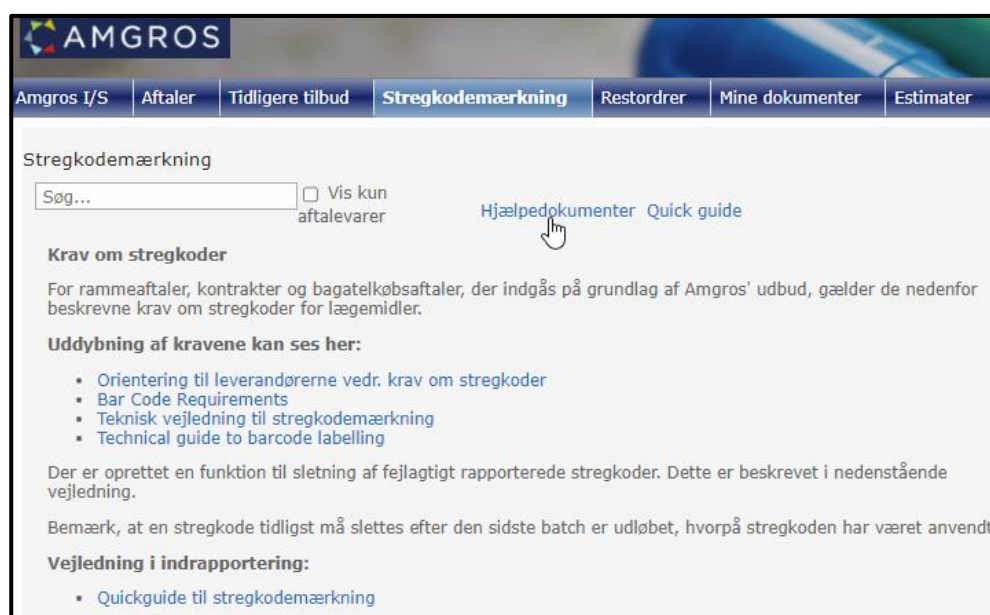 AMGROS
Amgros I/S Aftaler Tidligere tilbud Stregkodemærkning Restordrer Mine dokumenter Estimater
Stregkodemærkning
Søg... Vis kun
aftalevarer Hjælpedokumenter Quick guide
Krav om stregkoder
For rammeaftaler, kontrakter og bagatelkøbsaftaler, der indgås på grundlag af Amgros' udbud, gælder de nedenfor
beskrevne krav om stregkoder for lægemidler.
Uddybning af kravene kan ses her:
Orientering til leverandørerne vedr. krav om stregkoder
Bar Code Requirements
Teknisk vejledning til stregkodemærkning
Technical guide to barcode labelling
Der er oprettet en funktion til sletning af fejlagtigt rapporterede stregkoder. Dette er beskrevet i nedenstående
vejledning.
Bemærk, at en stregkode tidligst må slettes efter den sidste batch er udløbet, hvorpå stregkoden har været anvendt
Vejledning i indrapportering:
Quickguide til stregkodemærkning